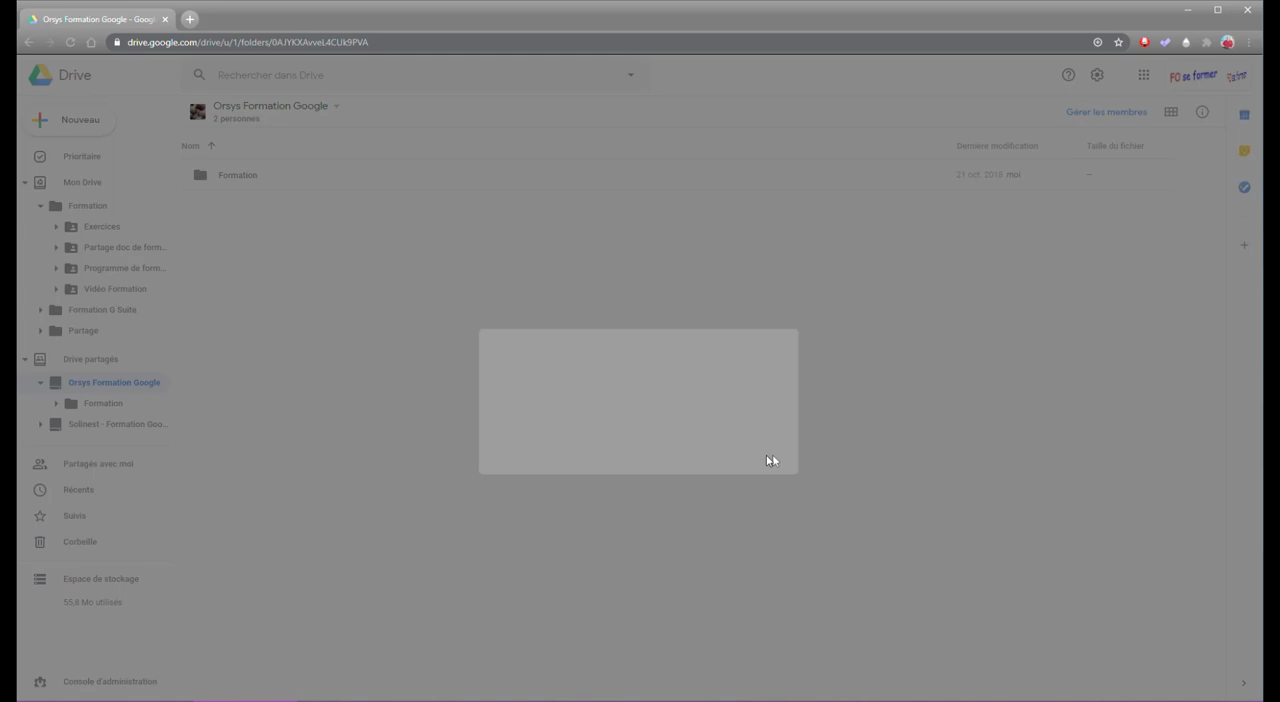 Orsys Formation Google - Goog
drive.google.com/drive/u/1/folders/0AJYKXAvveL4CUk9PVA
Drive
Rechercher dans Drive
FO se former
Nouveau
Orsys Formation Google
2 personnes
Gérer les membres
Nom
Dernière modification
Taille du fichier
Formation
21 oct. 2018 moi
–
Prioritaire
Mon Drive
Formation
Exercices
Partage doc de form...
Programme de form...
Vidéo Formation
Formation G Suite
Partage
Drive partagés
Orsys Formation Google
Formation
Solinest - Formation Goo...
Partagés avec moi
Récents
Suivis
Corbeille
Espace de stockage
55,8 Mo utilisés
Console d'administration